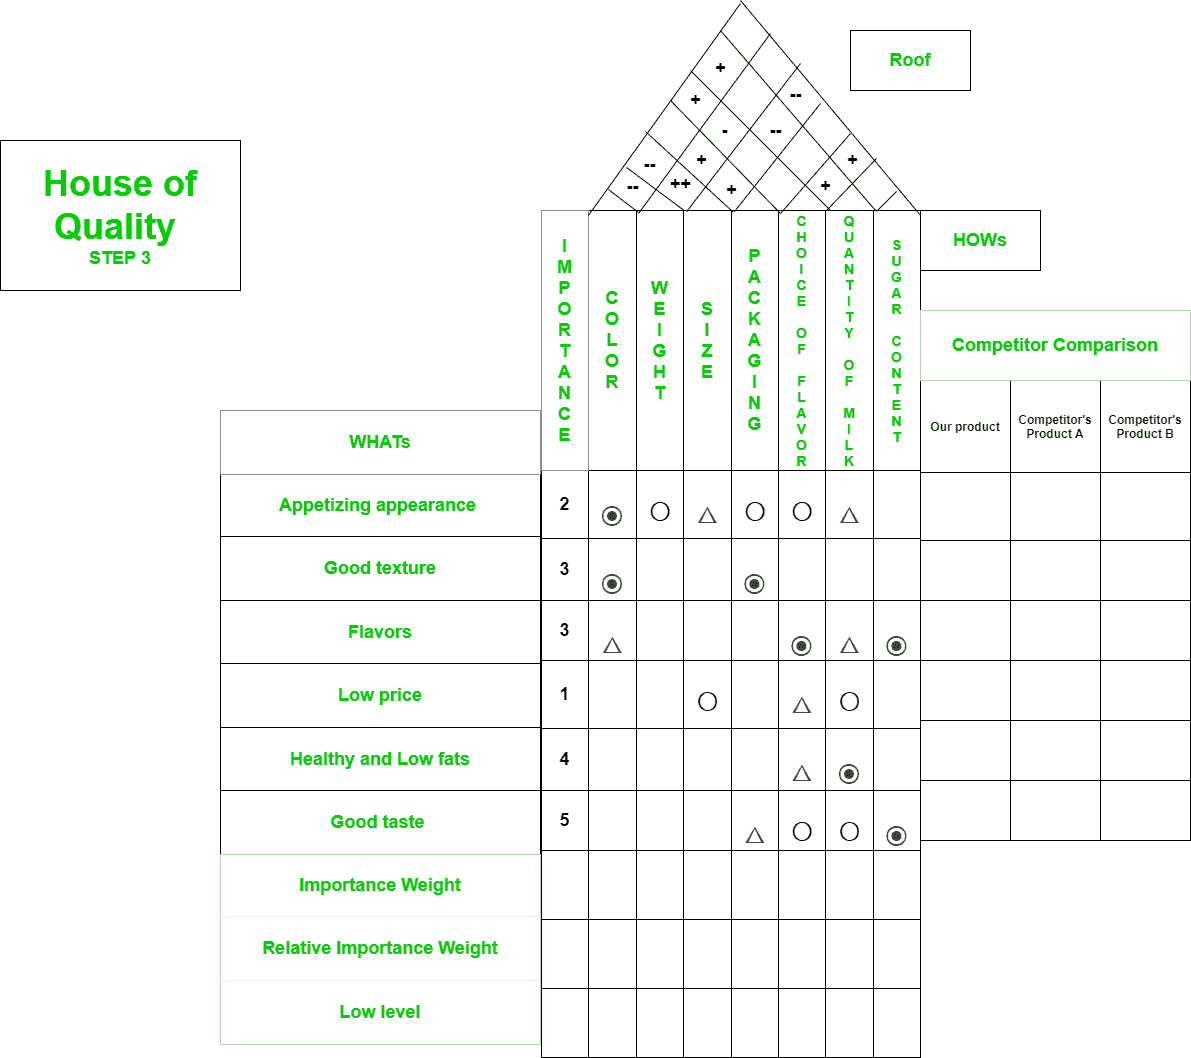 Roof
+
+
--
-
--
--
+
+
--
++
+
+
House of
Quality
STEP 3
HOWs
IMPORTANCE
COLOR
WEIGHT
SIZE
PACKAGING
CHOICE OF FLAVOR
QUANTITY OF MILK
SUGAR CONTENT
Competitor Comparison
Our product
Competitor's
Product A
Competitor's
Product B
WHATs
Appetizing appearance
2
Good texture
3
Flavors
3
Low price
1
Healthy and Low fats
4
Good taste
5
Importance Weight
Relative Importance Weight
Low level